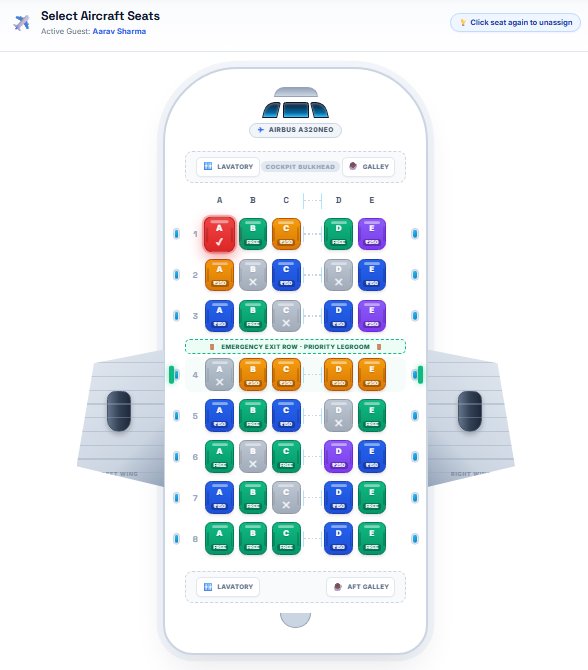 Select Aircraft Seats
Active Guest: Aarav Sharma
Click seat again to unassign
AIRBUS A320NEO
LAVATORY COCKPIT BULKHEAD GALLEY
A B C D E
1 A ✓ B FREE C ₹350 D FREE E ₹250
2 A ₹350 B ✕ C ₹150 D ✕ E ₹150
3 A ₹150 B FREE C ✕ D ₹150 E ₹250
EMERGENCY EXIT ROW · PRIORITY LEGROOM
4 A ✕ B ₹350 C ₹350 D ₹350 E ₹350
5 A ₹150 B FREE C ₹150 D ✕ E FREE
6 A FREE B ✕ C FREE D ₹250 E ₹150
7 A ₹150 B FREE C ✕ D ₹150 E FREE
8 A FREE B FREE C FREE D ₹150 E FREE
WING RIGHT
LAVATORY AFT GALLEY